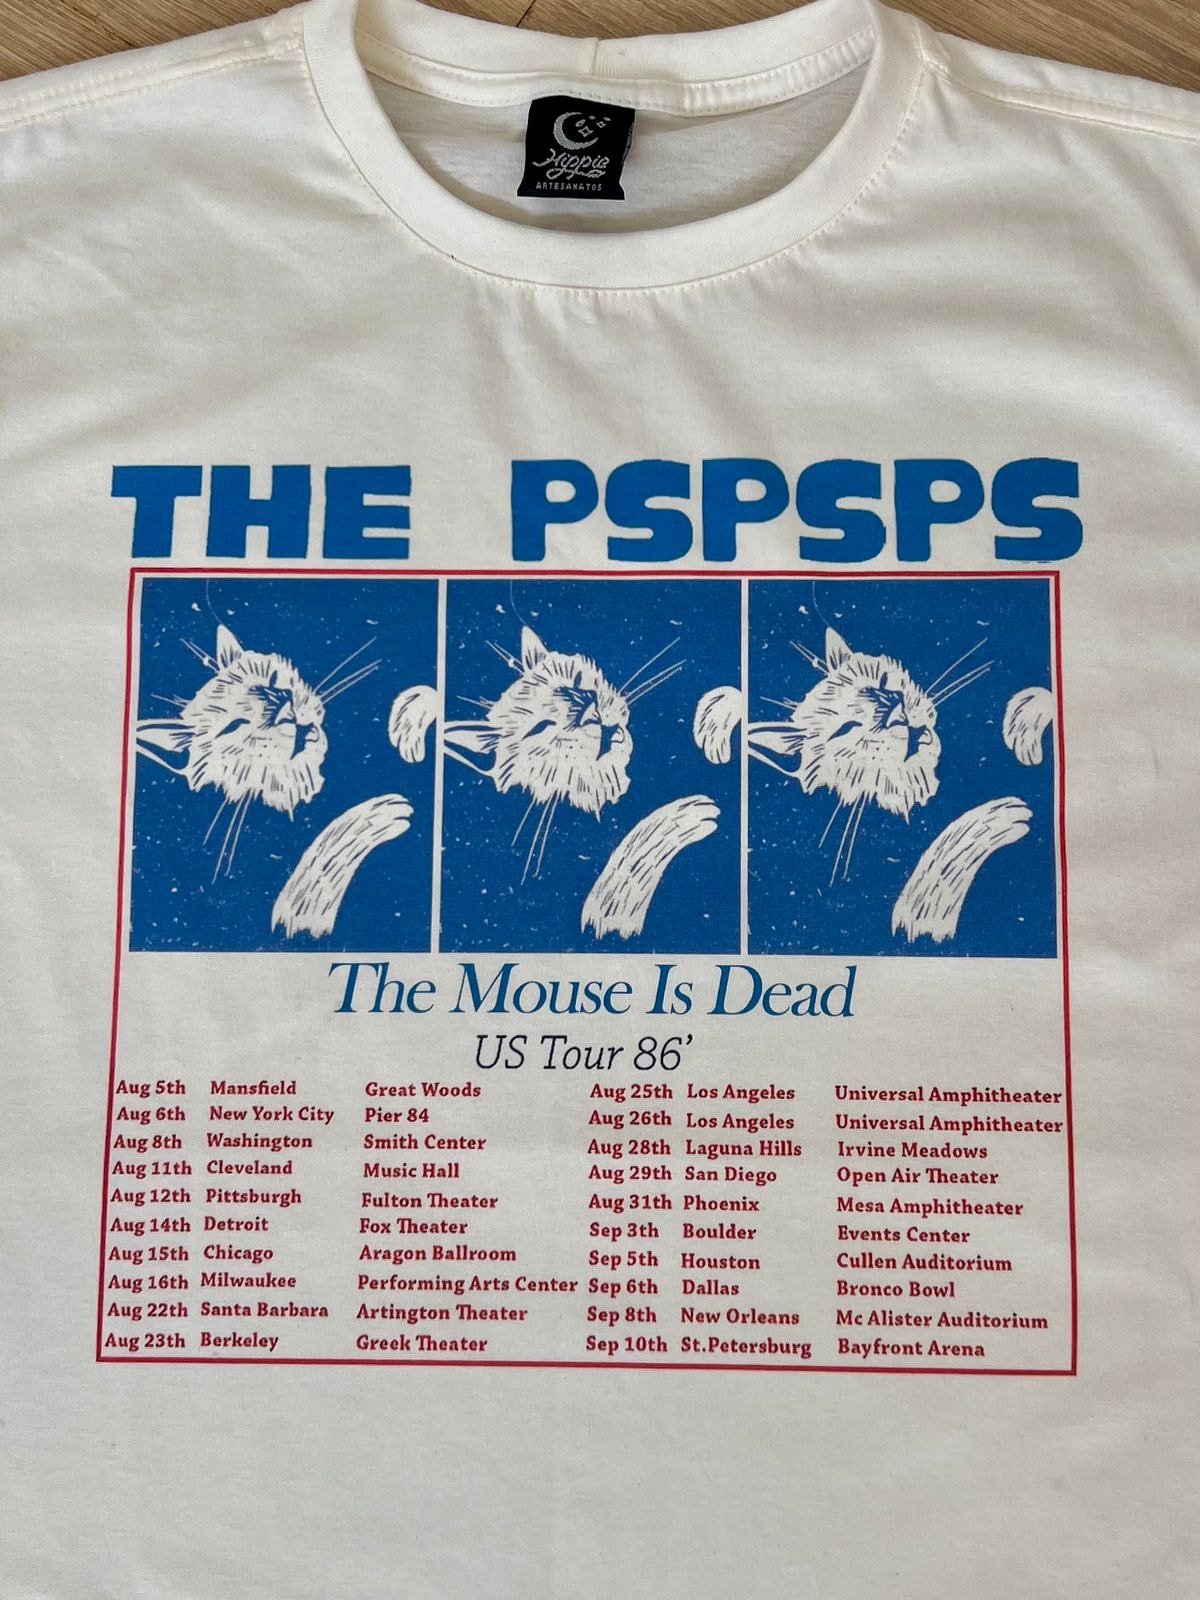 Hippie
ARTESANATOS
THE PSPSPS
The Mouse Is Dead
US Tour 86’
Aug 5th Mansfield Great Woods
Aug 6th New York City Pier 84
Aug 8th Washington Smith Center
Aug 11th Cleveland Music Hall
Aug 12th Pittsburgh Fulton Theater
Aug 14th Detroit Fox Theater
Aug 15th Chicago Aragon Ballroom
Aug 16th Milwaukee Performing Arts Center
Aug 22th Santa Barbara Artington Theater
Aug 23th Berkeley Greek Theater
Aug 25th Los Angeles Universal Amphitheater
Aug 26th Los Angeles Universal Amphitheater
Aug 28th Laguna Hills Irvine Meadows
Aug 29th San Diego Open Air Theater
Aug 31th Phoenix Mesa Amphitheater
Sep 3th Boulder Events Center
Sep 5th Houston Cullen Auditorium
Sep 6th Dallas Bronco Bowl
Sep 8th New Orleans Mc Alister Auditorium
Sep 10th St.Petersburg Bayfront Arena